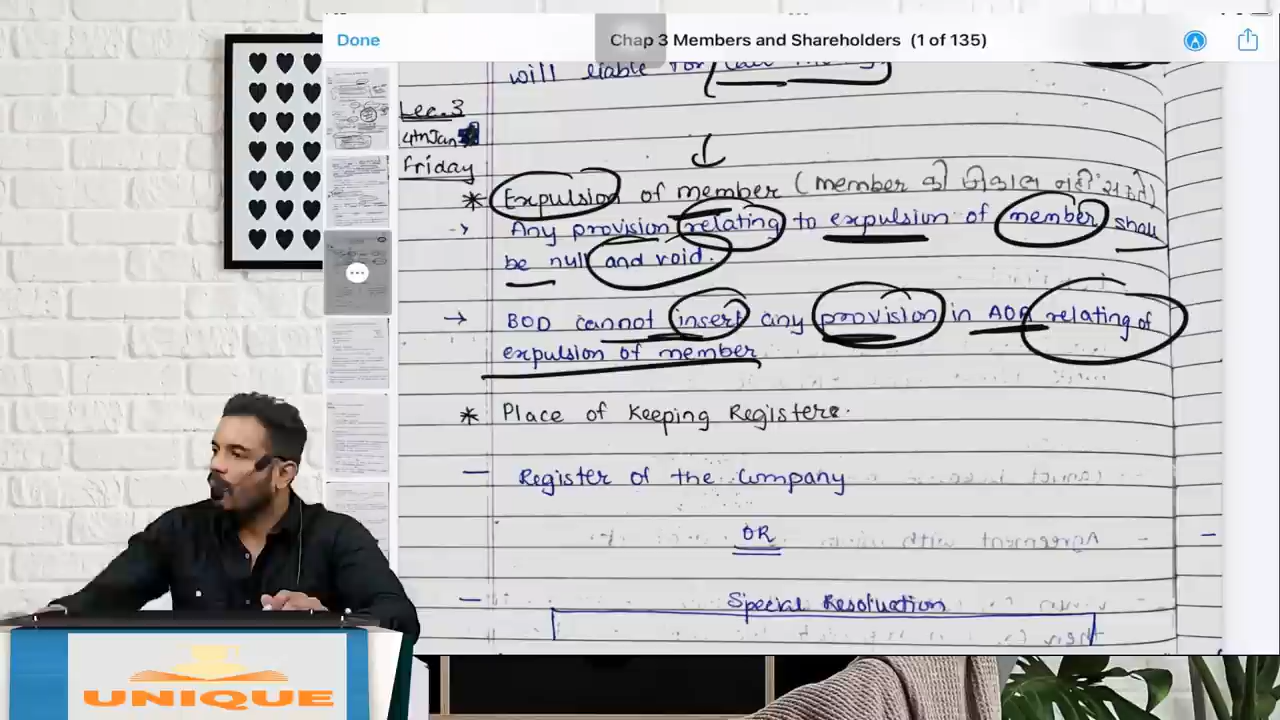 Done
Chap 3 Members and Shareholders (1 of 135)
will liable for
Lec.3
4th Jan
Friday
* Expulsion of member (member को निकाल नहीं सकते)
-> Any provision relating to expulsion of member shall
be null and void.
→ BOD cannot insert any provision in AOA relating of
expulsion of member
* Place of Keeping Registers.
— Register of the Company
OR
— Special Resolution
UNIQUE